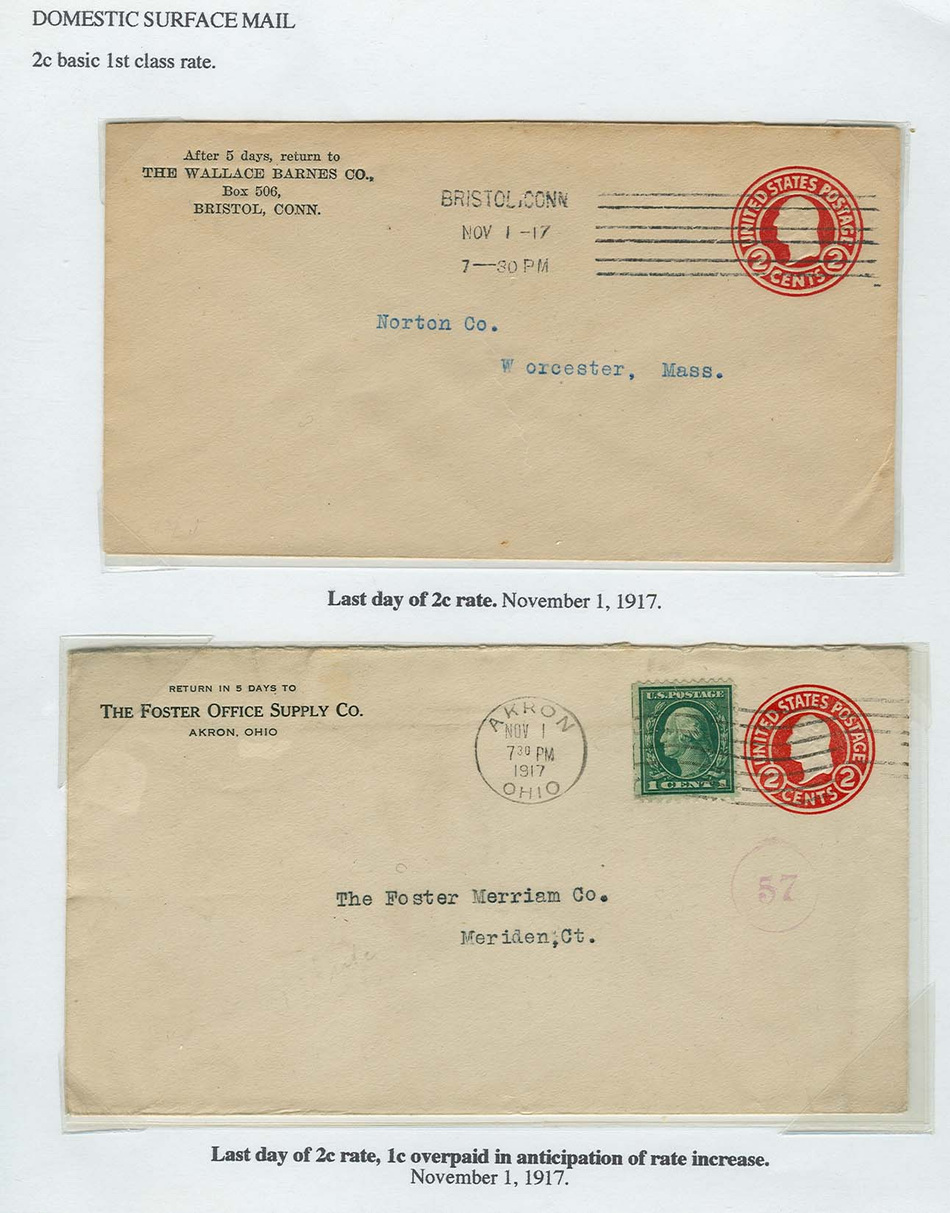 DOMESTIC SURFACE MAIL
2c basic 1st class rate.
After 5 days, return to
THE WALLACE BARNES CO.,
Box 506,
BRISTOL, CONN.
BRISTOL, CONN
NOV 1 -17
7—30 PM
UNITED STATES POSTAGE
2 CENTS 2
Norton Co.
W orcester, Mass.
Last day of 2c rate. November 1, 1917.
RETURN IN 5 DAYS TO
THE FOSTER OFFICE SUPPLY CO.
AKRON, OHIO
AKRON
NOV 1
7 30 PM
1917
OHIO
U.S. POSTAGE
1 CENT 1
UNITED STATES POSTAGE
2 CENTS 2
57
The Foster Merriam Co.
Meriden, Ct.
Last day of 2c rate, 1c overpaid in anticipation of rate increase.
November 1, 1917.